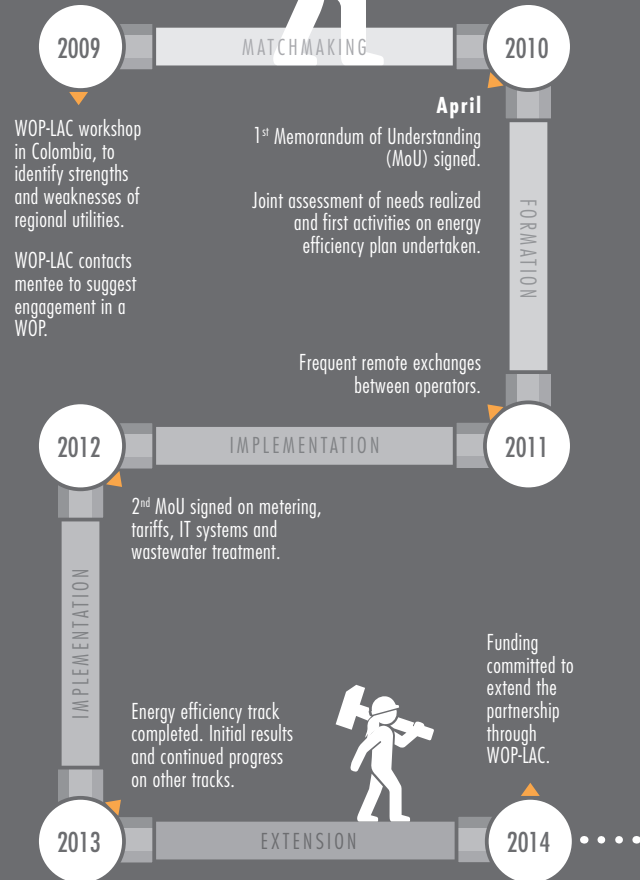 2009
MATCHMAKING
2010
WOP-LAC workshop
in Colombia, to
identify strengths
and weaknesses of
regional utilities.
WOP-LAC contacts
mentee to suggest
engagement in a
WOP.
April
1st Memorandum of Understanding
(MoU) signed.
Joint assessment of needs realized
and first activities on energy
efficiency plan undertaken.
FORMATION
Frequent remote exchanges
between operators.
2011
IMPLEMENTATION
2012
2nd MoU signed on metering,
tariffs, IT systems and
wastewater treatment.
IMPLEMENTATION
Energy efficiency track
completed. Initial results
and continued progress
on other tracks.
2013
EXTENSION
2014
Funding
committed to
extend the
partnership
through
WOP-LAC.